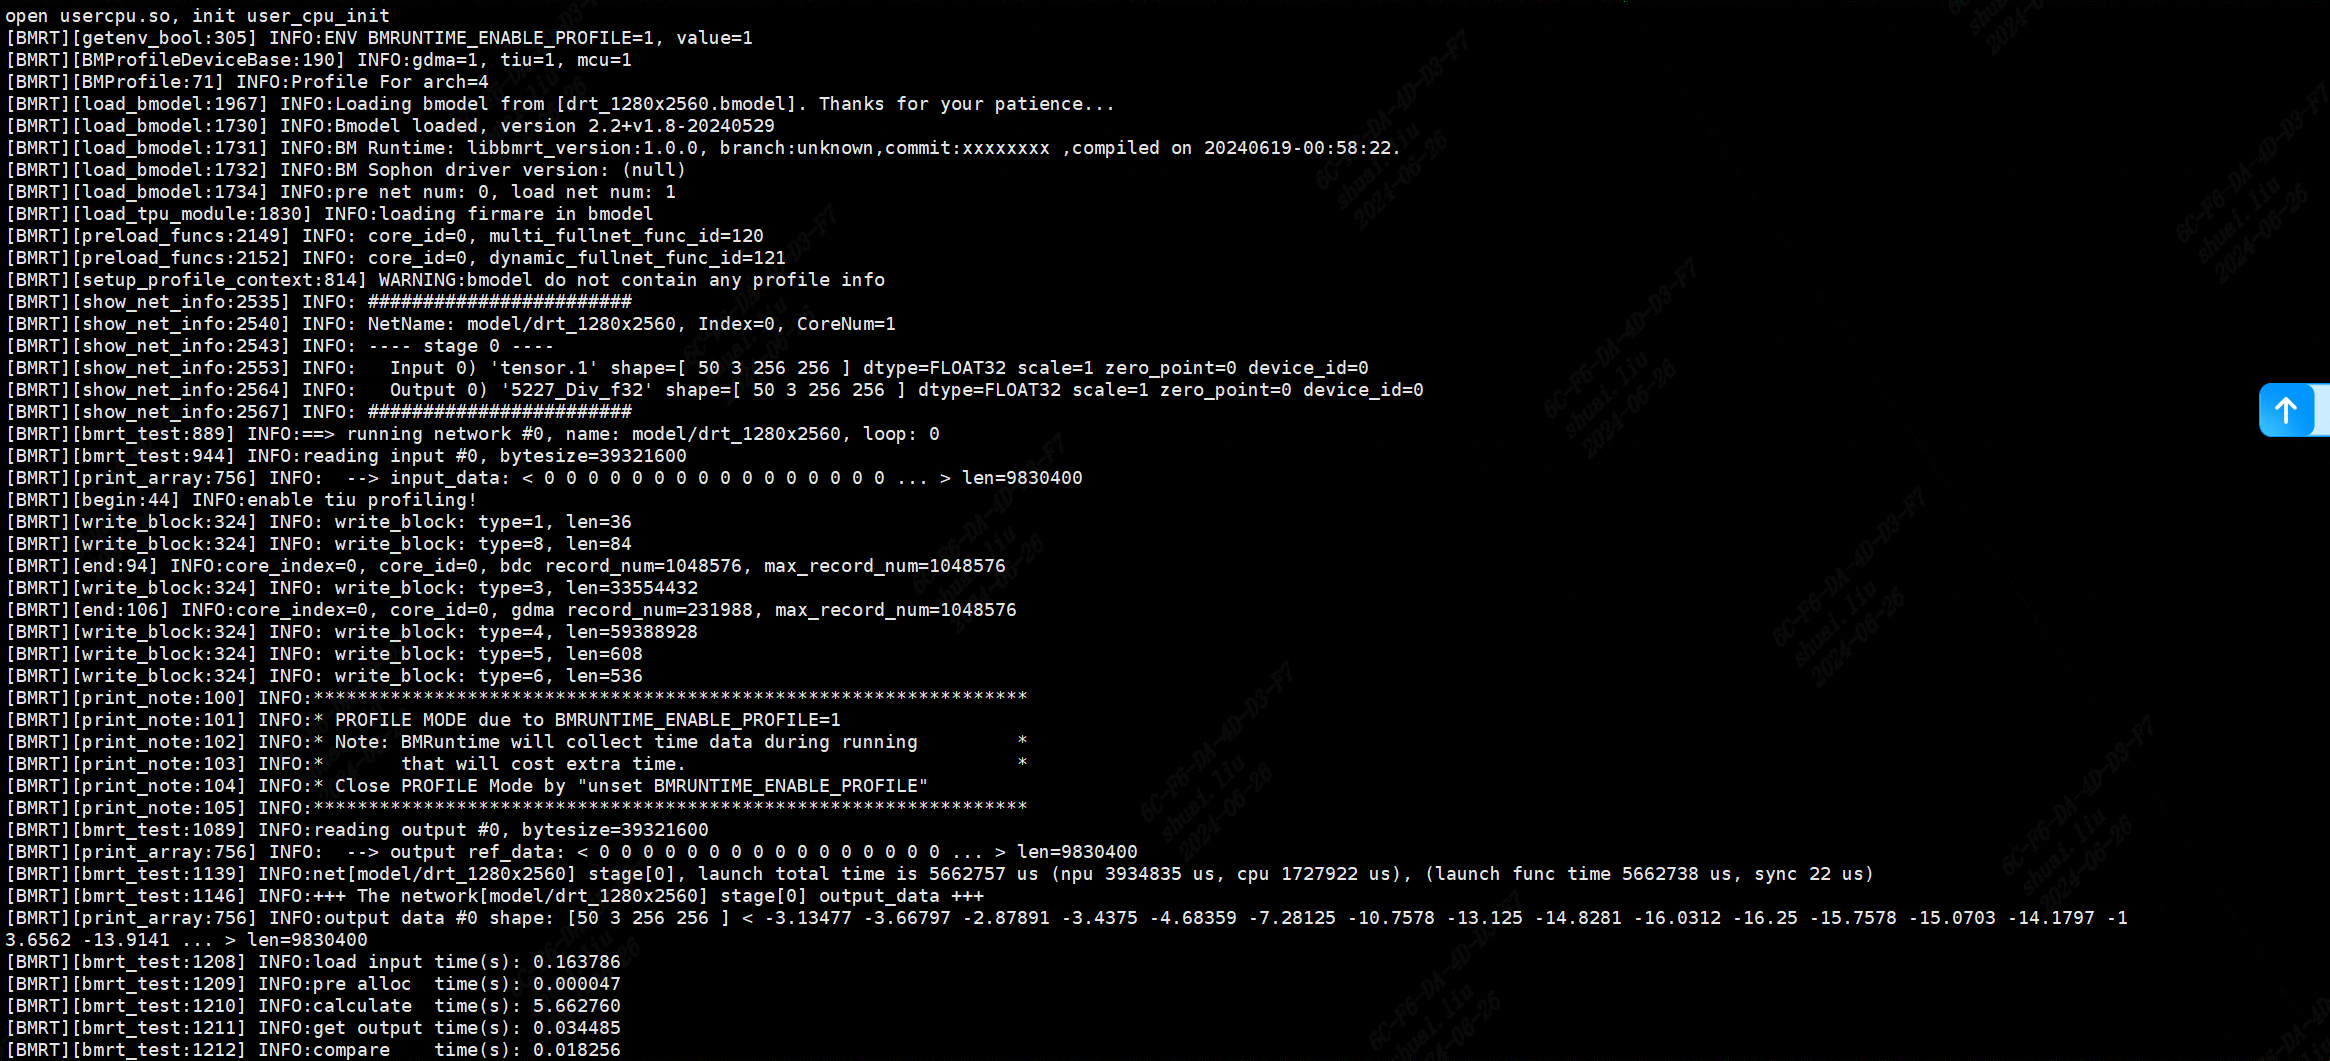 open usercpu.so, init user_cpu_init
[BMRT][getenv_bool:305] INFO:ENV BMRUNTIME_ENABLE_PROFILE=1, value=1
[BMRT][BMProfileDeviceBase:190] INFO:gdma=1, tiu=1, mcu=1
[BMRT][BMProfile:71] INFO:Profile For arch=4
[BMRT][load_bmodel:1967] INFO:Loading bmodel from [drt_1280x2560.bmodel]. Thanks for your patience...
[BMRT][load_bmodel:1730] INFO:Bmodel loaded, version 2.2+v1.8-20240529
[BMRT][load_bmodel:1731] INFO:BM Runtime: libbmrt_version:1.0.0, branch:unknown,commit:xxxxxxxx ,compiled on 20240619-00:58:22.
[BMRT][load_bmodel:1732] INFO:BM Sophon driver version: (null)
[BMRT][load_bmodel:1734] INFO:pre net num: 0, load net num: 1
[BMRT][load_tpu_module:1830] INFO:loading firmare in bmodel
[BMRT][preload_funcs:2149] INFO: core_id=0, multi_fullnet_func_id=120
[BMRT][preload_funcs:2152] INFO: core_id=0, dynamic_fullnet_func_id=121
[BMRT][setup_profile_context:814] WARNING:bmodel do not contain any profile info
[BMRT][show_net_info:2535] INFO: ########################
[BMRT][show_net_info:2540] INFO: NetName: model/drt_1280x2560, Index=0, CoreNum=1
[BMRT][show_net_info:2543] INFO: ---- stage 0 ----
[BMRT][show_net_info:2553] INFO:   Input 0) 'tensor.1' shape=[ 50 3 256 256 ] dtype=FLOAT32 scale=1 zero_point=0 device_id=0
[BMRT][show_net_info:2564] INFO:   Output 0) '5227_Div_f32' shape=[ 50 3 256 256 ] dtype=FLOAT32 scale=1 zero_point=0 device_id=0
[BMRT][show_net_info:2567] INFO: ########################
[BMRT][bmrt_test:889] INFO:==> running network #0, name: model/drt_1280x2560, loop: 0
[BMRT][bmrt_test:944] INFO:reading input #0, bytesize=39321600
[BMRT][print_array:756] INFO:  --> input_data: < 0 0 0 0 0 0 0 0 0 0 0 0 0 0 0 0 ... > len=9830400
[BMRT][begin:44] INFO:enable tiu profiling!
[BMRT][write_block:324] INFO: write_block: type=1, len=36
[BMRT][write_block:324] INFO: write_block: type=8, len=84
[BMRT][end:94] INFO:core_index=0, core_id=0, bdc record_num=1048576, max_record_num=1048576
[BMRT][write_block:324] INFO: write_block: type=3, len=33554432
[BMRT][end:106] INFO:core_index=0, core_id=0, gdma record_num=231988, max_record_num=1048576
[BMRT][write_block:324] INFO: write_block: type=4, len=59388928
[BMRT][write_block:324] INFO: write_block: type=5, len=608
[BMRT][write_block:324] INFO: write_block: type=6, len=536
[BMRT][print_note:100] INFO:*****************************************************************
[BMRT][print_note:101] INFO:* PROFILE MODE due to BMRUNTIME_ENABLE_PROFILE=1
[BMRT][print_note:102] INFO:* Note: BMRuntime will collect time data during running         *
[BMRT][print_note:103] INFO:*       that will cost extra time.                              *
[BMRT][print_note:104] INFO:* Close PROFILE Mode by "unset BMRUNTIME_ENABLE_PROFILE"
[BMRT][print_note:105] INFO:*****************************************************************
[BMRT][bmrt_test:1089] INFO:reading output #0, bytesize=39321600
[BMRT][print_array:756] INFO:  --> output ref_data: < 0 0 0 0 0 0 0 0 0 0 0 0 0 0 0 0 ... > len=9830400
[BMRT][bmrt_test:1139] INFO:net[model/drt_1280x2560] stage[0], launch total time is 5662757 us (npu 3934835 us, cpu 1727922 us), (launch func time 5662738 us, sync 22 us)
[BMRT][bmrt_test:1146] INFO:+++ The network[model/drt_1280x2560] stage[0] output_data +++
[BMRT][print_array:756] INFO:output data #0 shape: [50 3 256 256 ] < -3.13477 -3.66797 -2.87891 -3.4375 -4.68359 -7.28125 -10.7578 -13.125 -14.8281 -16.0312 -16.25 -15.7578 -15.0703 -14.1797 -1
3.6562 -13.9141 ... > len=9830400
[BMRT][bmrt_test:1208] INFO:load input time(s): 0.163786
[BMRT][bmrt_test:1209] INFO:pre alloc  time(s): 0.000047
[BMRT][bmrt_test:1210] INFO:calculate  time(s): 5.662760
[BMRT][bmrt_test:1211] INFO:get output time(s): 0.034485
[BMRT][bmrt_test:1212] INFO:compare    time(s): 0.018256
6C-F6-DA-4D-D3-F7
shuai.liu
2024-06-26